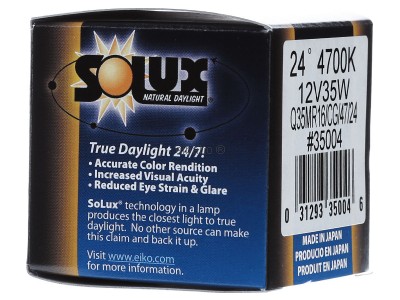 SOLUX
NATURAL DAYLIGHT®
True Daylight 24/7!
• Accurate Color Rendition
• Increased Visual Acuity
• Reduced Eye Strain & Glare
SoLux® technology in a lamp
produces the closest light to true
daylight. No other source can make
this claim and back it up.
Visit www.eiko.com
for more information.
24° 4700K
12V35W
Q35MR16/CG/47/24
#35004
0 31293 35004 6
MADE IN JAPAN
PRODUCIO EN JAPON
PRODUIT EN JAPAN